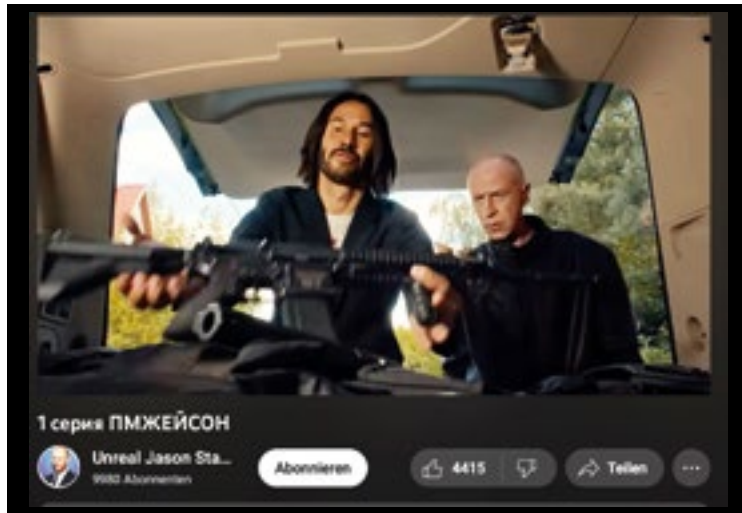 1 серия ПМЖЕЙСОН
Unreal Jason Sta...
Abonnieren
4415
Teilen
9980 Abonnenten